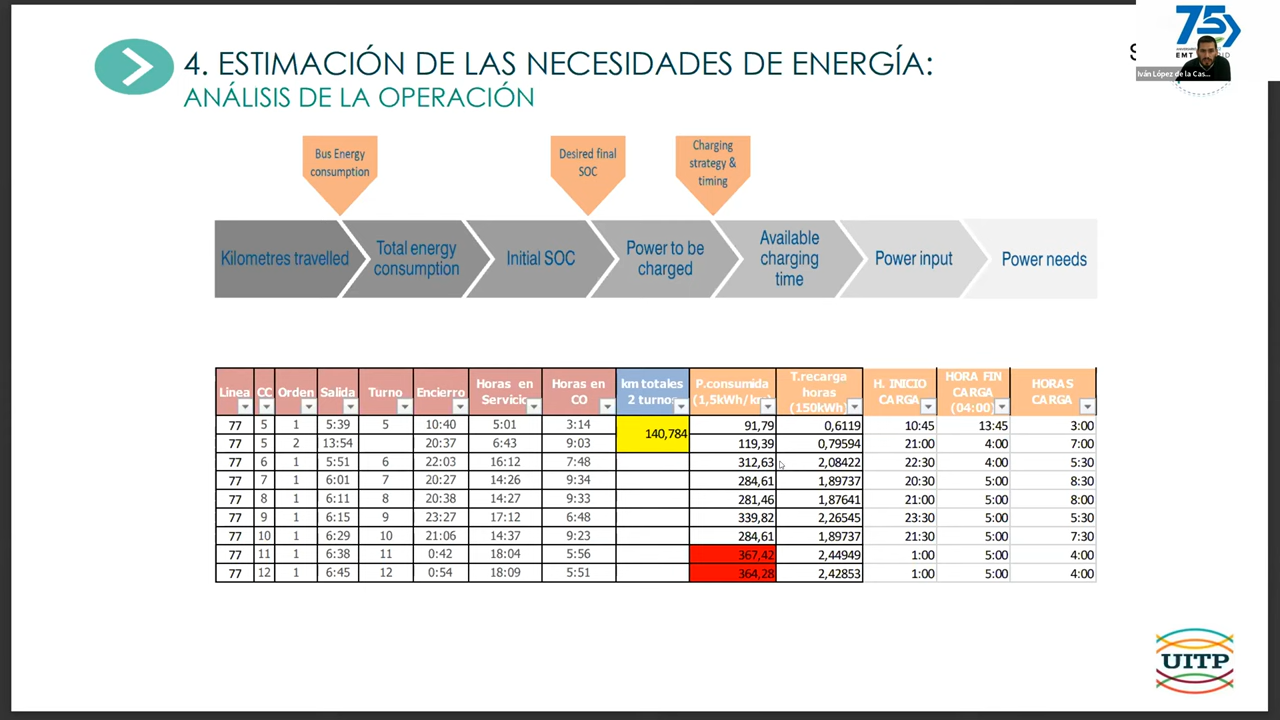 4. ESTIMACIÓN DE LAS NECESIDADES DE ENERGÍA:
ANÁLISIS DE LA OPERACIÓN
75
EMT
Iván López de la Cas...
Bus Energy
consumption
Desired final
SOC
Charging
strategy &
timing
Kilometres travelled
Total energy
consumption
Initial SOC
Power to be
charged
Available
charging
time
Power input
Power needs
Linea CC Orden Salida Turno Encierro Horas en Servicio Horas en CO km totales 2 turnos P.consumida (1,5kWh/km) T.recarga horas (150kWh) H. INICIO CARGA HORA FIN CARGA (04:00) HORAS CARGA
77 5 1 5:39 5 10:40 5:01 3:14 140,784 91,79 0,6119 10:45 13:45 3:00
77 5 2 13:54 20:37 6:43 9:03 119,39 0,79594 21:00 4:00 7:00
77 6 1 5:51 6 22:03 16:12 7:48 312,63 2,08422 22:30 4:00 5:30
77 7 1 6:01 7 20:27 14:26 9:34 284,61 1,89737 20:30 5:00 8:30
77 8 1 6:11 8 20:38 14:27 9:33 281,46 1,87641 21:00 5:00 8:00
77 9 1 6:15 9 23:27 17:12 6:48 339,82 2,26545 23:30 5:00 5:30
77 10 1 6:29 10 21:06 14:37 9:23 284,61 1,89737 21:30 5:00 7:30
77 11 1 6:38 11 0:42 18:04 5:56 367,42 2,44949 1:00 5:00 4:00
77 12 1 6:45 12 0:54 18:09 5:51 364,28 2,42853 1:00 5:00 4:00
UITP